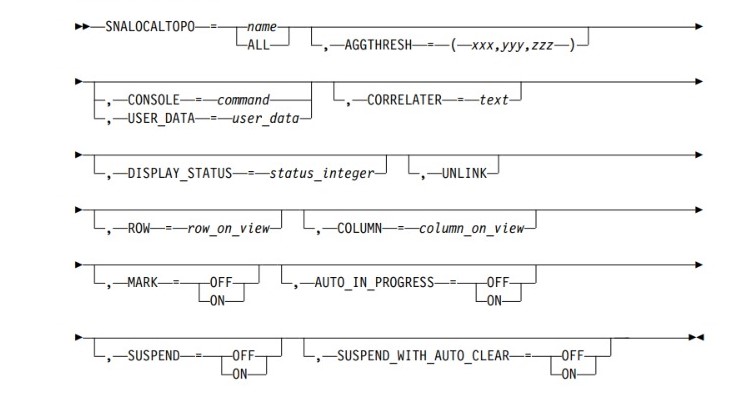 SNALOCALTOPO = name
ALL , AGGTHRESH = ( xxx,yyy,zzz )
, CONSOLE = command , CORRELATER = text
, USER_DATA = user_data
, DISPLAY_STATUS = status_integer , UNLINK
, ROW = row_on_view , COLUMN = column_on_view
, MARK = OFF , AUTO_IN_PROGRESS = OFF
ON ON
, SUSPEND = OFF , SUSPEND_WITH_AUTO_CLEAR = OFF
ON ON